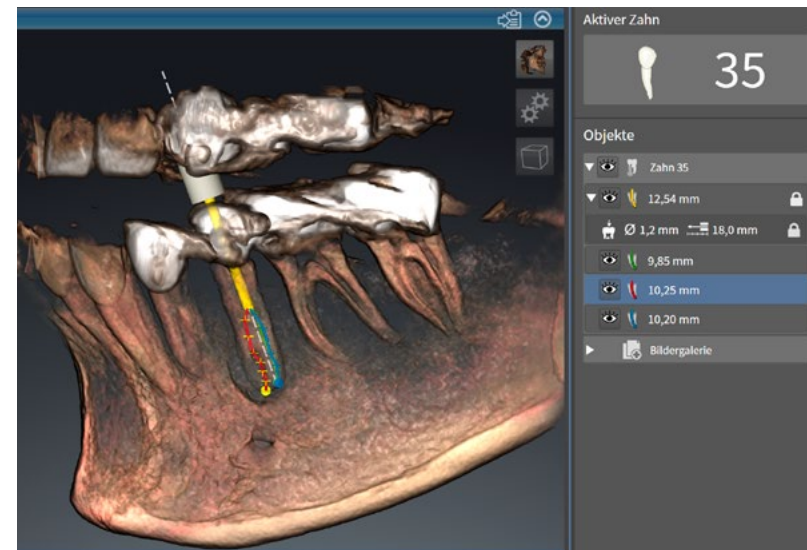 Aktiver Zahn
35
Objekte
Zahn 35
12,54 mm
Ø 1,2 mm 18,0 mm
9,85 mm
10,25 mm
10,20 mm
Bildergalerie